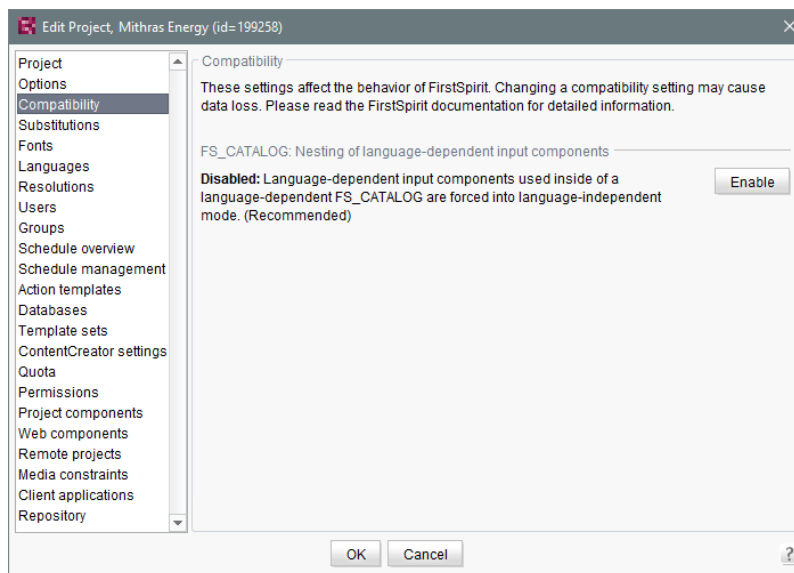 Edit Project, Mithras Energy (id=199258)
Project
Options
Compatibility
Substitutions
Fonts
Languages
Resolutions
Users
Groups
Schedule overview
Schedule management
Action templates
Databases
Template sets
ContentCreator settings
Quota
Permissions
Project components
Web components
Remote projects
Media constraints
Client applications
Repository
Compatibility
These settings affect the behavior of FirstSpirit. Changing a compatibility setting may cause
data loss. Please read the FirstSpirit documentation for detailed information.
FS_CATALOG: Nesting of language-dependent input components
Disabled: Language-dependent input components used inside of a
language-dependent FS_CATALOG are forced into language-independent
mode. (Recommended)
Enable
OK
Cancel
?